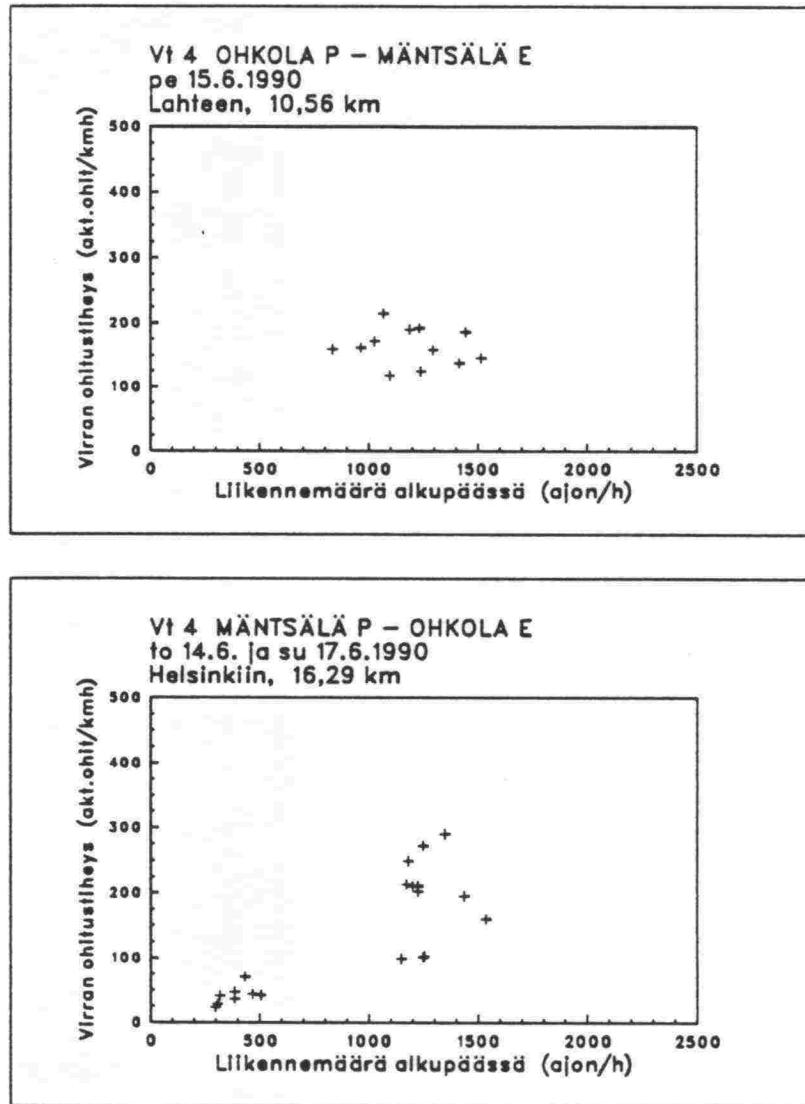 Vt 4 OHKOLA P – MÄNTSÄLÄ E
pe 15.6.1990
Lahteen, 10,56 km
Virran ohitustiheys (akt.ohit/kmh)
500
400
300
200
100
0
0 500 1000 1500 2000 2500
Liikennemäärä alkupäässä (ajon/h)
Vt 4 MÄNTSÄLÄ P – OHKOLA E
to 14.6. ja su 17.6.1990
Helsinkiin, 16,29 km
Virran ohitustiheys (akt.ohit/kmh)
500
400
300
200
100
0
0 500 1000 1500 2000 2500
Liikennemäärä alkupäässä (ajon/h)